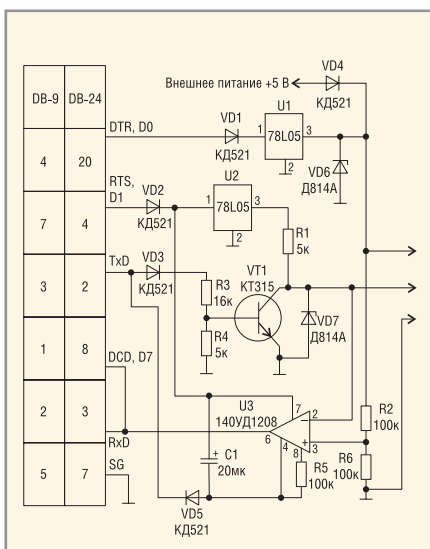 VD4
Внешнее питание +5 В
КД521
DB-9 DB-24
U1
DTR, D0
VD1
1 78L05 3
КД521
2
VD6
Д814А
4 20
RTS,
D1
VD2
U2
1 78L05 3
КД521
2
7 4
R1
5к
TxD
VD3
КД521
VT1
КТ315
R3
16к
3 2
VD7
Д814А
R4
5к
1 8
DCD, D7
U3
140УД1208
7
2
6
4
3
8
R2
100к
2 3
RxD
C1
20мк
+
R5
100к
R6
100к
SG
5 7
VD5
КД521